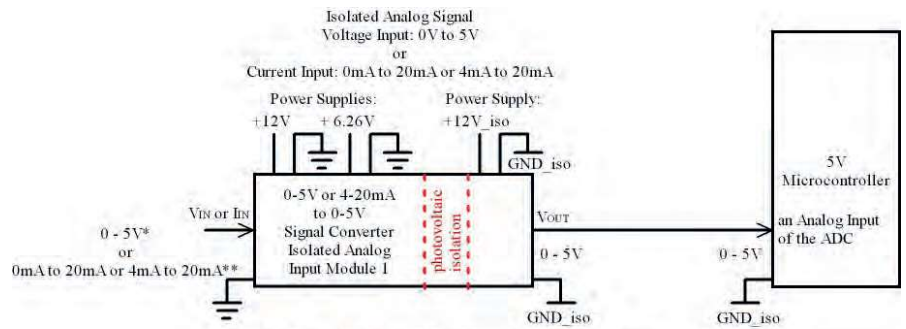 Isolated Analog Signal
Voltage Input: 0V to 5V
or
Current Input: 0mA to 20mA or 4mA to 20mA
Power Supplies:
+12V + 6.26V
Power Supply:
+12V_iso
GND_iso
VIN or IIN
0 - 5V*
or
0mA to 20mA or 4mA to 20mA**
0-5V or 4-20mA
to 0-5V
Signal Converter
Isolated Analog
Input Module 1
photovoltaic
isolation
VOUT
0 - 5V
GND_iso
0 - 5V
GND_iso
5V
Microcontroller
an Analog Input
of the ADC